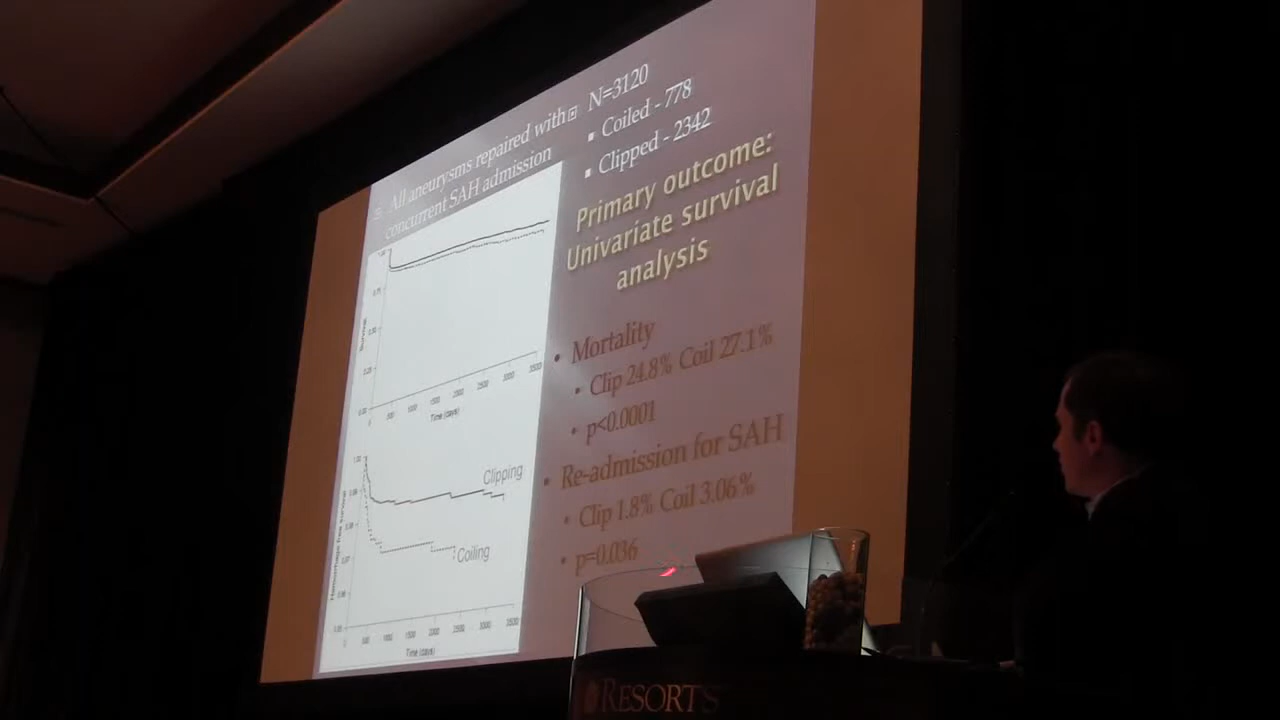 All aneurysms repaired with
concurrent SAH admission
N=3120
Coiled - 778
Clipped - 2342
Primary outcome:
Univariate survival
analysis
Time (days)
Clipping
Coiling
Time (days)
Mortality
Clip 24.8% Coil 27.1%
p<0.0001
Re-admission for SAH
Clip 1.8% Coil 3.06%
p=0.036
RESORTS